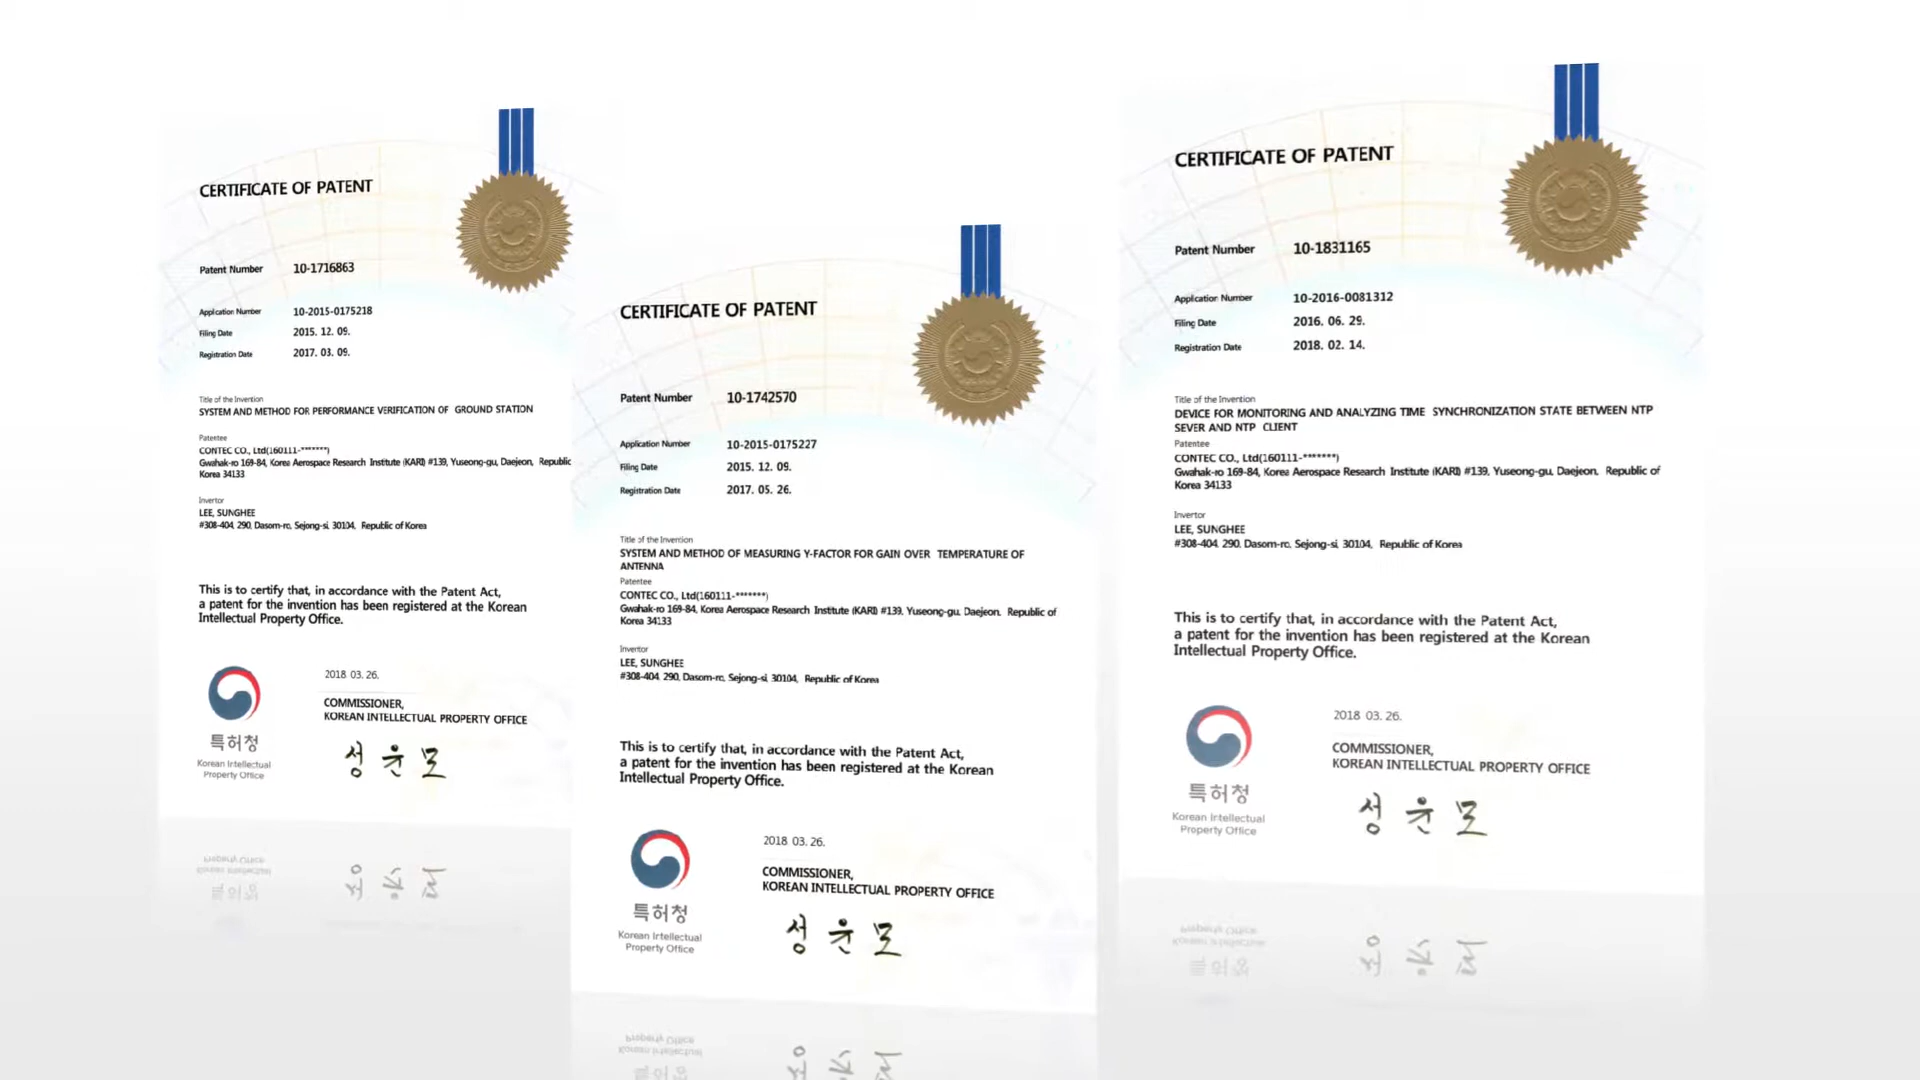 CERTIFICATE OF PATENT
Patent Number 10-1716863
Application Number 10-2015-0175218
Filing Date 2015. 12. 09.
Registration Date 2017. 03. 09.
Title of the Invention
SYSTEM AND METHOD FOR PERFORMANCE VERIFICATION OF GROUND STATION
Patentee
CONTEC CO., Ltd(160111-*******)
Gwahak-ro 169-84, Korea Aerospace Research Institute (KARI) #139, Yuseong-gu, Daejeon, Republic
Korea 34133
Inventor
LEE, SUNGHEE
#308-404, 290, Dasom-ro, Sejong-si, 30104, Republic of Korea
This is to certify that, in accordance with the Patent Act,
a patent for the invention has been registered at the Korean
Intellectual Property Office.
2018. 03. 26.
COMMISSIONER,
KOREAN INTELLECTUAL PROPERTY OFFICE
성윤모
특허청
Korean Intellectual
Property Office
CERTIFICATE OF PATENT
Patent Number 10-1742570
Application Number 10-2015-0175227
Filing Date 2015. 12. 09.
Registration Date 2017. 05. 26.
Title of the Invention
SYSTEM AND METHOD OF MEASURING Y-FACTOR FOR GAIN OVER TEMPERATURE OF
ANTENNA
Patentee
CONTEC CO., Ltd(160111-*******)
Gwahak-ro 169-84, Korea Aerospace Research Institute (KARI) #139, Yuseong-gu, Daejeon, Republic of
Korea 34133
Inventor
LEE, SUNGHEE
#308-404, 290, Dasom-ro, Sejong-si, 30104, Republic of Korea
This is to certify that, in accordance with the Patent Act,
a patent for the invention has been registered at the Korean
Intellectual Property Office.
2018. 03. 26.
COMMISSIONER,
KOREAN INTELLECTUAL PROPERTY OFFICE
성윤모
특허청
Korean Intellectual
Property Office
CERTIFICATE OF PATENT
Patent Number 10-1831165
Application Number 10-2016-0081312
Filing Date 2016. 06. 29.
Registration Date 2018. 02. 14.
Title of the Invention
DEVICE FOR MONITORING AND ANALYZING TIME SYNCHRONIZATION STATE BETWEEN NTP
SEVER AND NTP CLIENT
Patentee
CONTEC CO., Ltd(160111-*******)
Gwahak-ro 169-84, Korea Aerospace Research Institute (KARI) #139, Yuseong-gu, Daejeon, Republic of
Korea 34133
Inventor
LEE, SUNGHEE
#308-404, 290, Dasom-ro, Sejong-si, 30104, Republic of Korea
This is to certify that, in accordance with the Patent Act,
a patent for the invention has been registered at the Korean
Intellectual Property Office.
2018. 03. 26.
COMMISSIONER,
KOREAN INTELLECTUAL PROPERTY OFFICE
성윤모
특허청
Korean Intellectual
Property Office